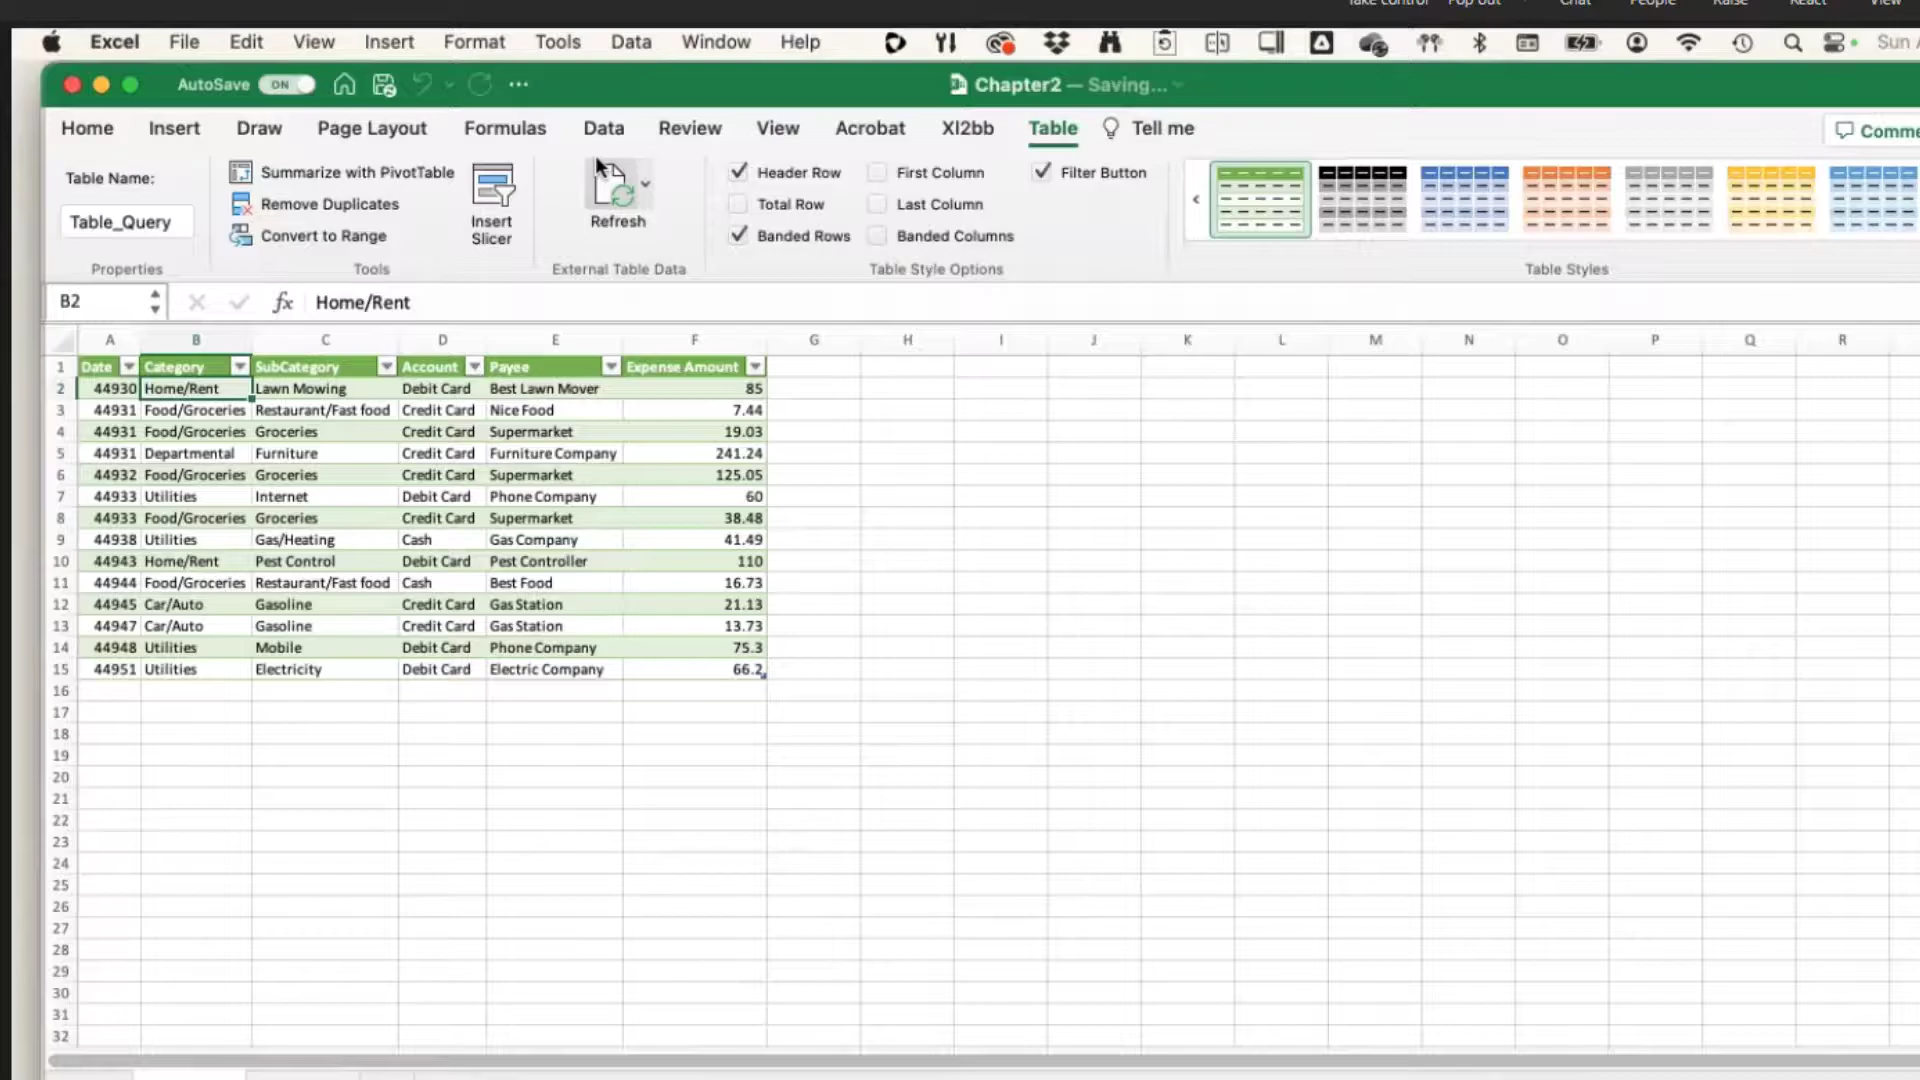 Take control Pop out Chat People Raise React View
Excel File Edit View Insert Format Tools Data Window Help Sun
AutoSave ON Chapter2 — Saving...
Home Insert Draw Page Layout Formulas Data Review View Acrobat Xl2bb Table Tell me Comme
Table Name:
Table_Query
Properties
Summarize with PivotTable
Remove Duplicates
Convert to Range
Insert
Slicer
Tools
Refresh
External Table Data
Header Row First Column Filter Button
Total Row Last Column
Banded Rows Banded Columns
Table Style Options
Table Styles
B2 fx Home/Rent
A B C D E F G H I J K L M N O P Q R
1 Date Category SubCategory Account Payee Expense Amount
2 44930 Home/Rent Lawn Mowing Debit Card Best Lawn Mover 85
3 44931 Food/Groceries Restaurant/Fast food Credit Card Nice Food 7.44
4 44931 Food/Groceries Groceries Credit Card Supermarket 19.03
5 44931 Departmental Furniture Credit Card Furniture Company 241.24
6 44932 Food/Groceries Groceries Credit Card Supermarket 125.05
7 44933 Utilities Internet Debit Card Phone Company 60
8 44933 Food/Groceries Groceries Credit Card Supermarket 38.48
9 44938 Utilities Gas/Heating Cash Gas Company 41.49
10 44943 Home/Rent Pest Control Debit Card Pest Controller 110
11 44944 Food/Groceries Restaurant/Fast food Cash Best Food 16.73
12 44945 Car/Auto Gasoline Credit Card Gas Station 21.13
13 44947 Car/Auto Gasoline Credit Card Gas Station 13.73
14 44948 Utilities Mobile Debit Card Phone Company 75.3
15 44951 Utilities Electricity Debit Card Electric Company 66.2
16
17
18
19
20
21
22
23
24
25
26
27
28
29
30
31
32